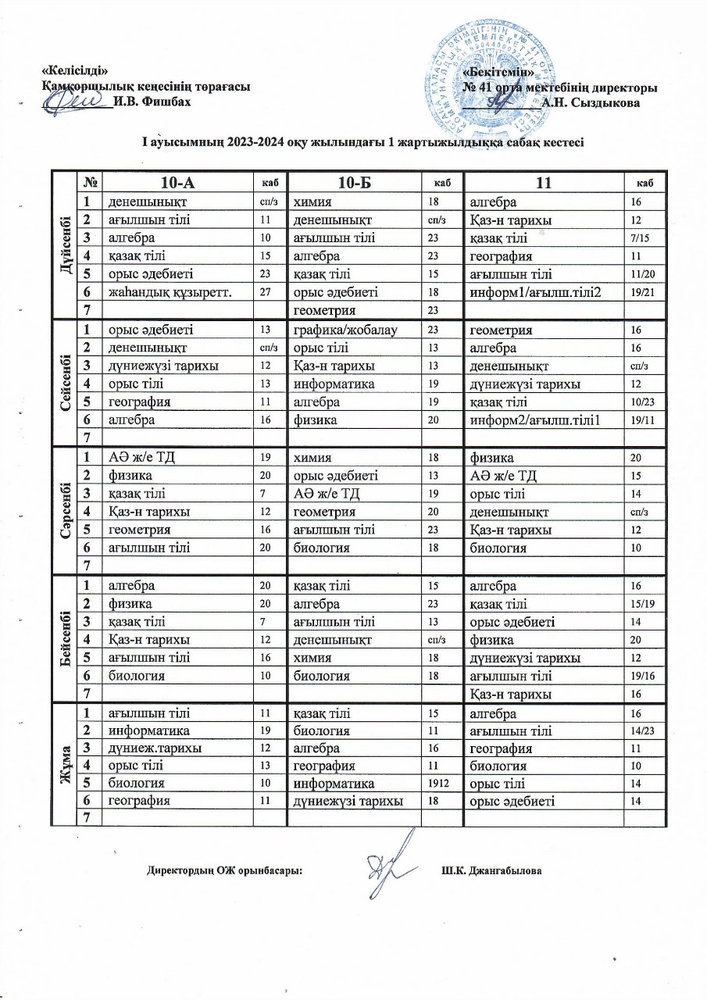 «Келісілді»
Қамқоршылық кеңесінің төрағасы
И.В. Фишбах
«Бекітемін»
№ 41 орта мектебінің директоры
А.Н. Сыздыкова
І ауысымның 2023-2024 оқу жылындағы 1 жартыжылдыққа сабақ кестесі
№ 10-А каб 10-Б каб 11 каб
Дүйсенбі
1 денешынықт сп/з химия 18 алгебра 16
2 ағылшын тілі 11 денешынықт сп/з Қаз-н тарихы 12
3 алгебра 10 ағылшын тілі 23 қазақ тілі 7/15
4 қазақ тілі 15 алгебра 23 география 11
5 орыс әдебиеті 23 қазақ тілі 15 ағылшын тілі 11/20
6 жаһандық құзыретт. 27 орыс әдебиеті 18 информ1/ағылш.тілі2 19/21
7 геометрия 23
Сейсенбі
1 орыс әдебиеті 13 графика/жобалау 23 геометрия 16
2 денешынықт сп/з орыс тілі 13 алгебра 16
3 дүниежүзі тарихы 12 Қаз-н тарихы 13 денешынықт сп/з
4 орыс тілі 13 информатика 19 дүниежүзі тарихы 12
5 география 11 алгебра 19 қазақ тілі 10/23
6 алгебра 16 физика 20 информ2/ағылш.тілі1 19/11
7
Сәрсенбі
1 АӘ ж/е ТД 19 химия 18 физика 20
2 физика 20 орыс әдебиеті 13 АӘ ж/е ТД 15
3 қазақ тілі 7 АӘ ж/е ТД 19 орыс тілі 14
4 Қаз-н тарихы 12 геометрия 20 денешынықт сп/з
5 геометрия 16 ағылшын тілі 23 Қаз-н тарихы 12
6 ағылшын тілі 20 биология 18 биология 10
7
Бейсенбі
1 алгебра 20 қазақ тілі 15 алгебра 16
2 физика 20 алгебра 23 қазақ тілі 15/19
3 қазақ тілі 7 ағылшын тілі 13 орыс әдебиеті 14
4 Қаз-н тарихы 12 денешынықт сп/з физика 20
5 ағылшын тілі 16 химия 18 дүниежүзі тарихы 12
6 биология 10 биология 18 ағылшын тілі 19/16
7 Қаз-н тарихы 16
Жұма
1 ағылшын тілі 11 қазақ тілі 15 алгебра 16
2 информатика 19 биология 11 ағылшын тілі 14/23
3 дүниеж.тарихы 12 алгебра 16 география 11
4 орыс тілі 13 география 11 биология 10
5 биология 10 информатика 1912 орыс тілі 14
6 география 11 дүниежүзі тарихы 18 орыс әдебиеті 14
7
Директордың ОЖ орынбасары: Ш.К. Джангабылова